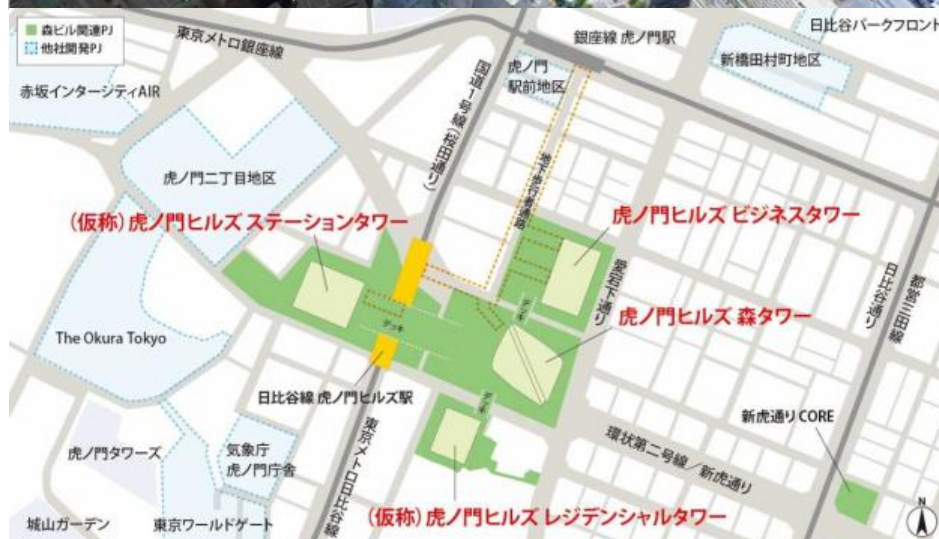 森ビル関連PJ
他社開発PJ
東京メトロ銀座線
銀座線 虎ノ門駅
日比谷パークフロント
新橋田村町地区
赤坂インターシティAIR
国道1号線(桜田通り)
虎ノ門
駅前地区
虎ノ門二丁目地区
地下歩行者通路
(仮称) 虎ノ門ヒルズ ステーションタワー
虎ノ門ヒルズ ビジネスタワー
愛宕下通り
日比谷通り
都営三田線
デッキ
虎ノ門ヒルズ 森タワー
デッキ
The Okura Tokyo
日比谷線 虎ノ門ヒルズ駅
デッキ
新虎通りCORE
虎ノ門タワーズ
気象庁
虎ノ門庁舎
東京メトロ日比谷線
環状第二号線/新虎通り
城山ガーデン
東京ワールドゲート
(仮称) 虎ノ門ヒルズ レジデンシャルタワー
N